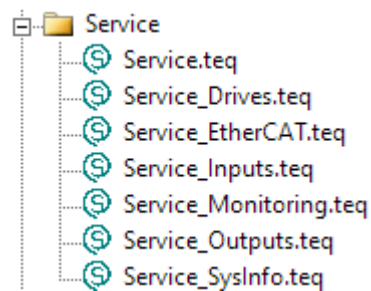 Service
Service.teq
Service_Drives.teq
Service_EtherCAT.teq
Service_Inputs.teq
Service_Monitoring.teq
Service_Outputs.teq
Service_SysInfo.teq